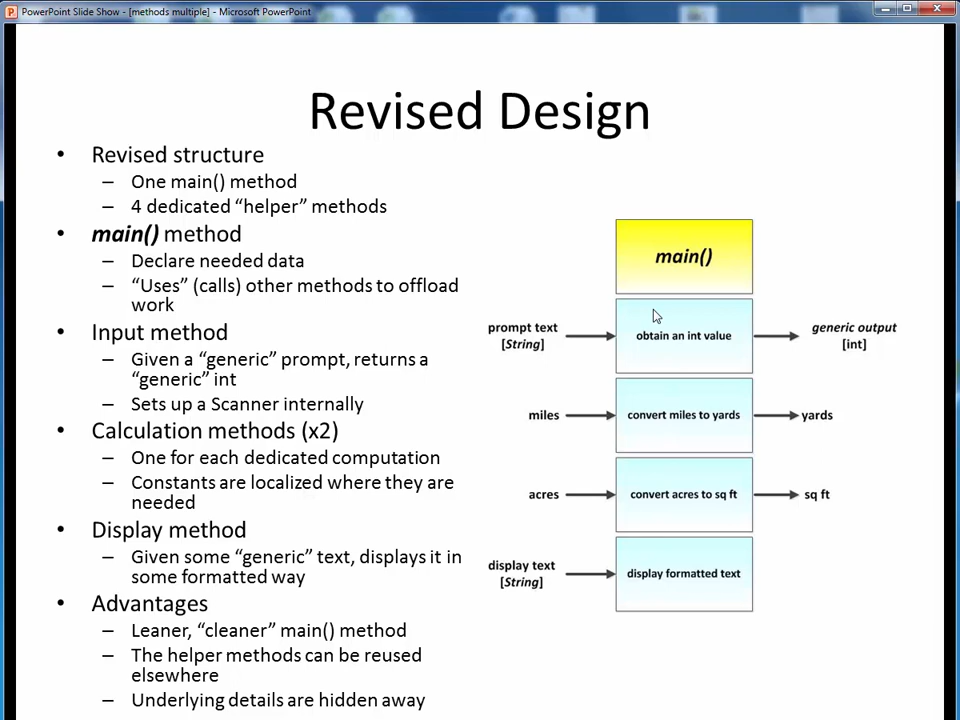 PowerPoint Slide Show - [methods multiple] - Microsoft PowerPoint
Revised Design
• Revised structure
– One main() method
– 4 dedicated “helper” methods
• main() method
– Declare needed data
– “Uses” (calls) other methods to offload
work
• Input method
– Given a “generic” prompt, returns a
“generic” int
– Sets up a Scanner internally
• Calculation methods (x2)
– One for each dedicated computation
– Constants are localized where they are
needed
• Display method
– Given some “generic” text, displays it in
some formatted way
• Advantages
– Leaner, “cleaner” main() method
– The helper methods can be reused
elsewhere
– Underlying details are hidden away
main()
prompt text
[String]
obtain an int value
generic output
[int]
miles
convert miles to yards
yards
acres
convert acres to sq ft
sq ft
display text
[String]
display formatted text